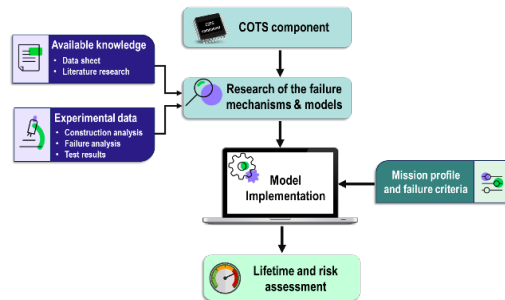 COTS
COTS component
Available knowledge
• Data sheet
• Literature research
Research of the failure
mechanisms & models
Experimental data
• Construction analysis
• Failure analysis
• Test results
Model
Implementation
Mission profile
and failure criteria
Lifetime and risk
assessment